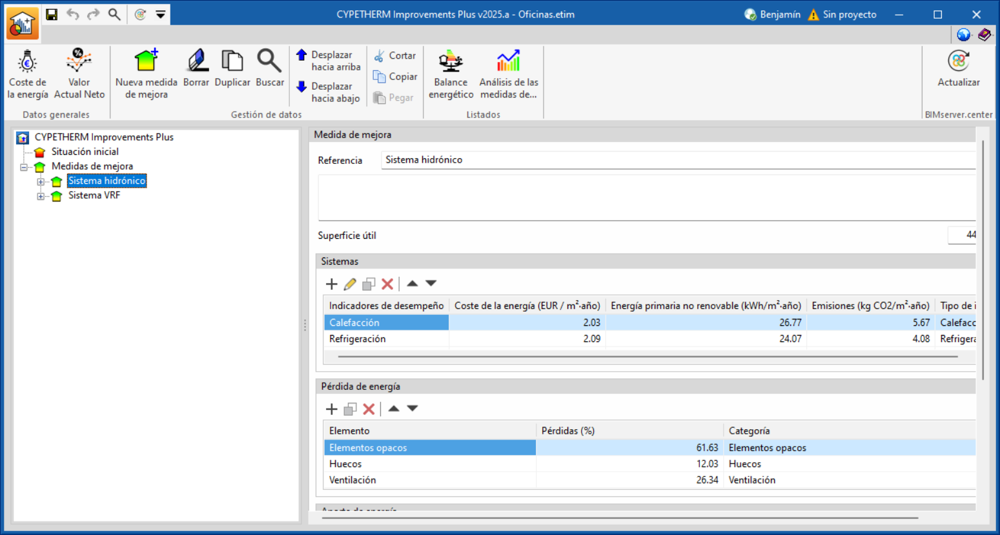 CYPETHERM Improvements Plus v2025.a - Oficinas.etim
Benjamín
Sin proyecto
Coste de
la energía
Valor
Actual Neto
Datos generales
Nueva medida
de mejora
Borrar
Duplicar
Buscar
Desplazar
hacia arriba
Desplazar
hacia abajo
Cortar
Copiar
Pegar
Gestión de datos
Balance
energético
Análisis de las
medidas de...
Listados
Actualizar
BIMserver.center
CYPETHERM Improvements Plus
Situación inicial
Medidas de mejora
Sistema hidrónico
Sistema VRF
Medida de mejora
Referencia Sistema hidrónico
Superficie útil 44
Sistemas
Indicadores de desempeño Coste de la energía (EUR / m²·año) Energía primaria no renovable (kWh/m²·año) Emisiones (kg CO2/m²·año) Tipo de i
Calefacción 2.03 26.77 5.67 Calefacc
Refrigeración 2.09 24.07 4.08 Refrigera
Pérdida de energía
Elemento Pérdidas (%) Categoría
Elementos opacos 61.63 Elementos opacos
Huecos 12.03 Huecos
Ventilación 26.34 Ventilación